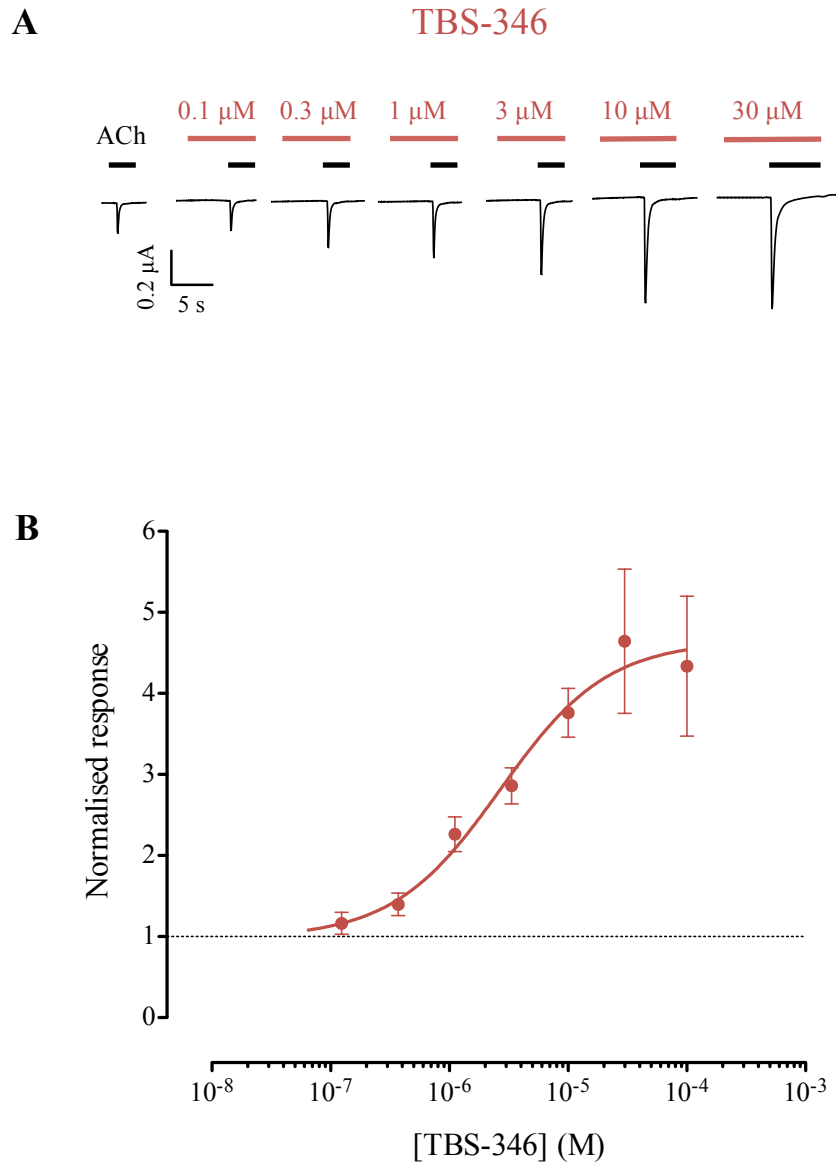 A
TBS-346
0.1 μM 0.3 μM 1 μM 3 μM 10 μM 30 μM
ACh
0.2 μA
5 s
B
6
5
4
3
2
1
0
Normalised response
10-8 10-7 10-6 10-5 10-4 10-3
[TBS-346] (M)